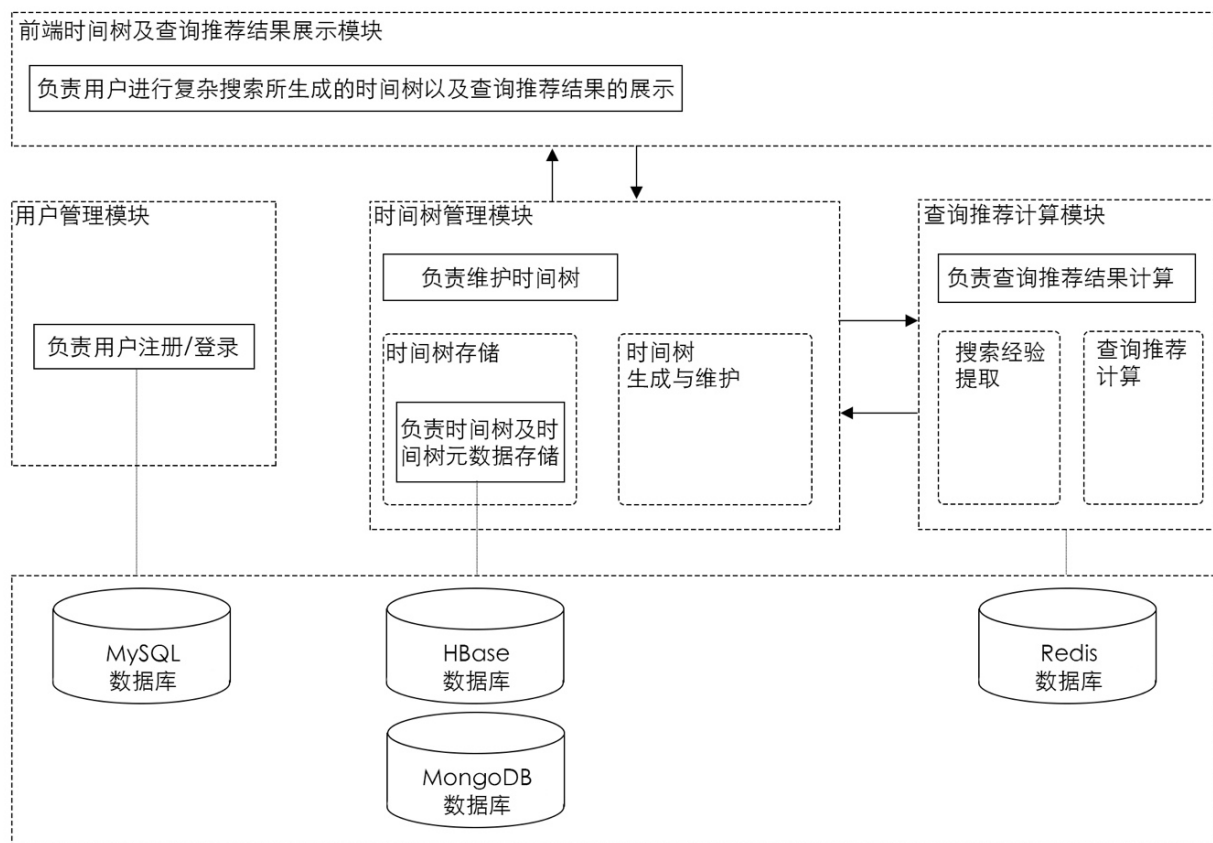 前端时间树及查询推荐结果展示模块
负责用户进行复杂搜索所生成的时间树以及查询推荐结果的展示
用户管理模块
负责用户注册/登录
时间树管理模块
负责维护时间树
时间树存储
负责时间树及时
间树元数据存储
时间树
生成与维护
查询推荐计算模块
负责查询推荐结果计算
搜索经验
提取
查询推荐
计算
MySQL
数据库
HBase
数据库
MongoDB
数据库
Redis
数据库